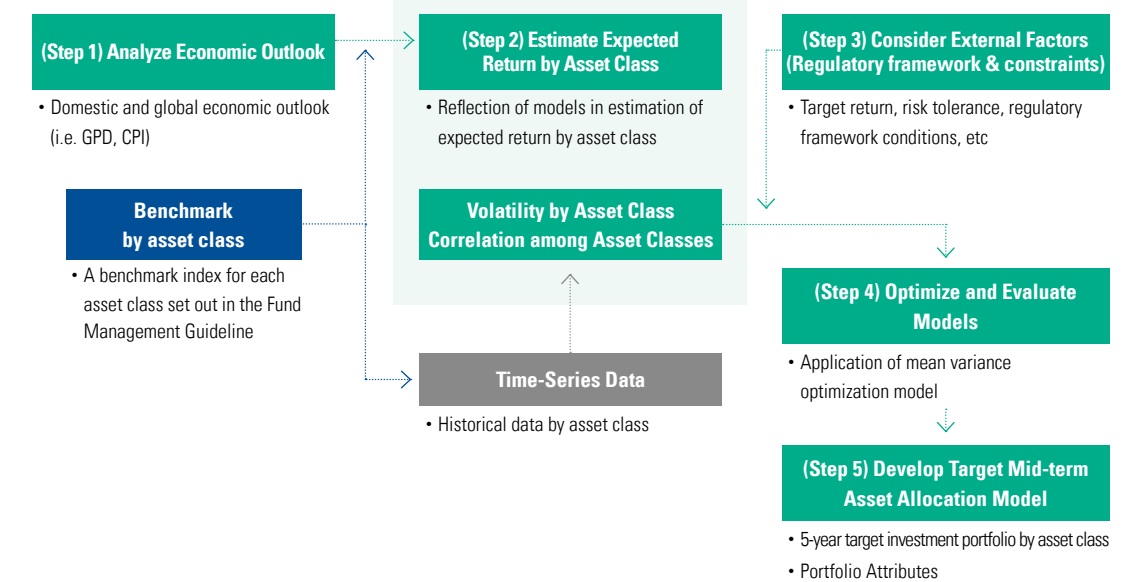 (Step 1) Analyze Economic Outlook
• Domestic and global economic outlook
(i.e. GPD, CPI)
Benchmark
by asset class
• A benchmark index for each
asset class set out in the Fund
Management Guideline
(Step 2) Estimate Expected
Return by Asset Class
• Reflection of models in estimation of
expected return by asset class
Volatility by Asset Class
Correlation among Asset Classes
Time-Series Data
• Historical data by asset class
(Step 3) Consider External Factors
(Regulatory framework & constraints)
• Target return, risk tolerance, regulatory
framework conditions, etc
(Step 4) Optimize and Evaluate
Models
• Application of mean variance
optimization model
(Step 5) Develop Target Mid-term
Asset Allocation Model
• 5-year target investment portfolio by asset class
• Portfolio Attributes